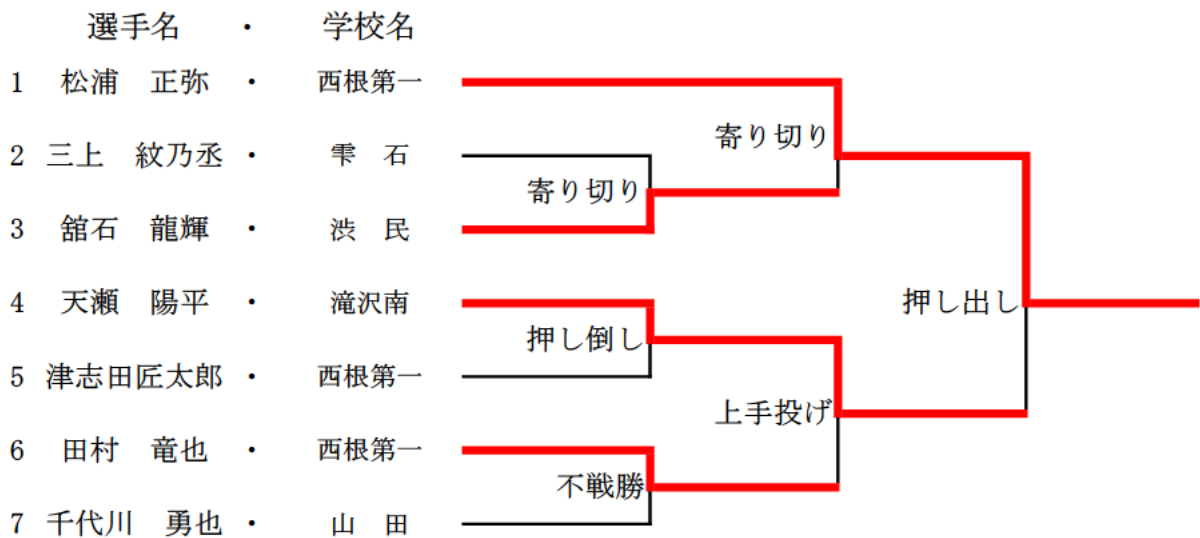 選手名 ・ 学校名
1 松浦 正弥 ・ 西根第一
寄り切り
2 三上 紋乃丞 ・ 雫 石
寄り切り
3 舘石 龍輝 ・ 渋 民
4 天瀬 陽平 ・ 滝沢南
押し出し
押し倒し
5 津志田匠太郎 ・ 西根第一
上手投げ
6 田村 竜也 ・ 西根第一
不戦勝
7 千代川 勇也 ・ 山 田